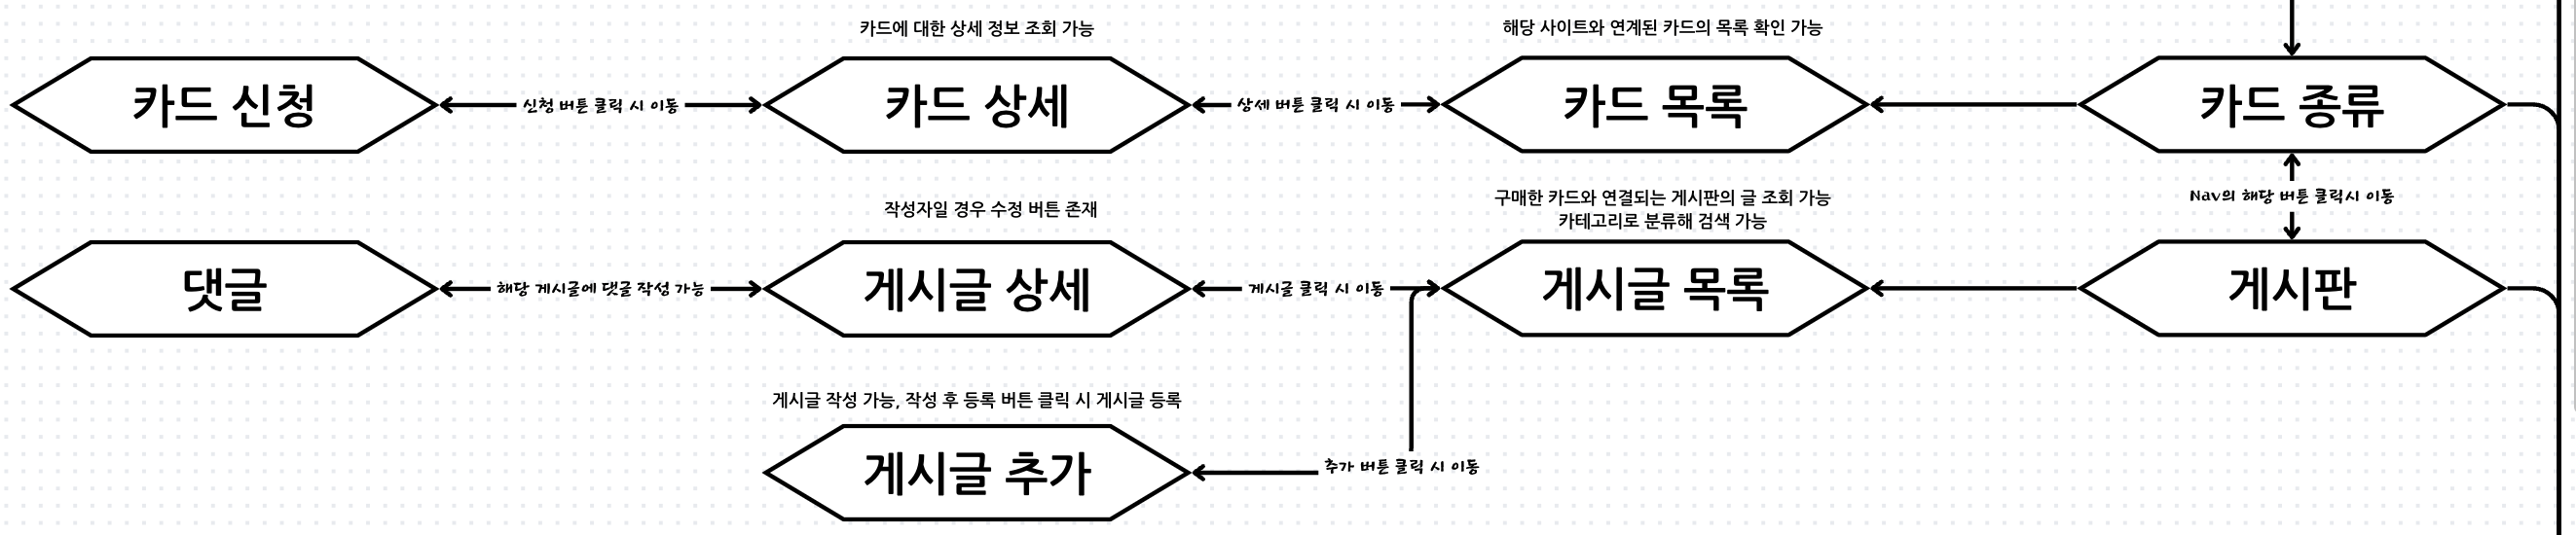 카드에 대한 상세 정보 조회 가능
해당 사이트와 연계된 카드의 목록 확인 가능
카드 신청
신청 버튼 클릭 시 이동
카드 상세
상세 버튼 클릭 시 이동
카드 목록
카드 종류
Nav의 해당 버튼 클릭시 이동
작성자일 경우 수정 버튼 존재
구매한 카드와 연결되는 게시판의 글 조회 가능
카테고리로 분류해 검색 가능
댓글
해당 게시글에 댓글 작성 가능
게시글 상세
게시글 클릭 시 이동
게시글 목록
게시판
게시글 작성 가능, 작성 후 등록 버튼 클릭 시 게시글 등록
게시글 추가
추가 버튼 클릭 시 이동